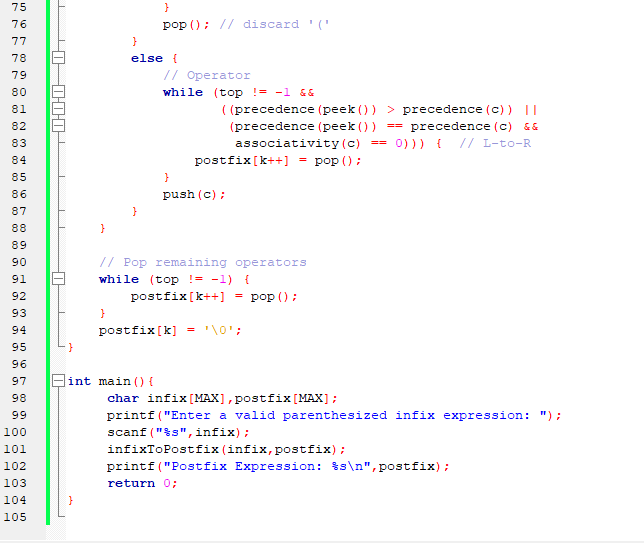 75 }
76 pop(); // discard '('
77 }
78 else {
79 // Operator
80 while (top != -1 &&
81 ((precedence(peek()) > precedence(c)) ||
82 (precedence(peek()) == precedence(c) &&
83 associativity(c) == 0))) { // L-to-R
84 postfix[k++] = pop();
85 }
86 push(c);
87 }
88 }
89
90 // Pop remaining operators
91 while (top != -1) {
92 postfix[k++] = pop();
93 }
94 postfix[k] = '\0';
95 }
96
97 int main(){
98 char infix[MAX],postfix[MAX];
99 printf("Enter a valid parenthesized infix expression: ");
100 scanf("%s",infix);
101 infixToPostfix(infix,postfix);
102 printf("Postfix Expression: %s\n",postfix);
103 return 0;
104 }
105